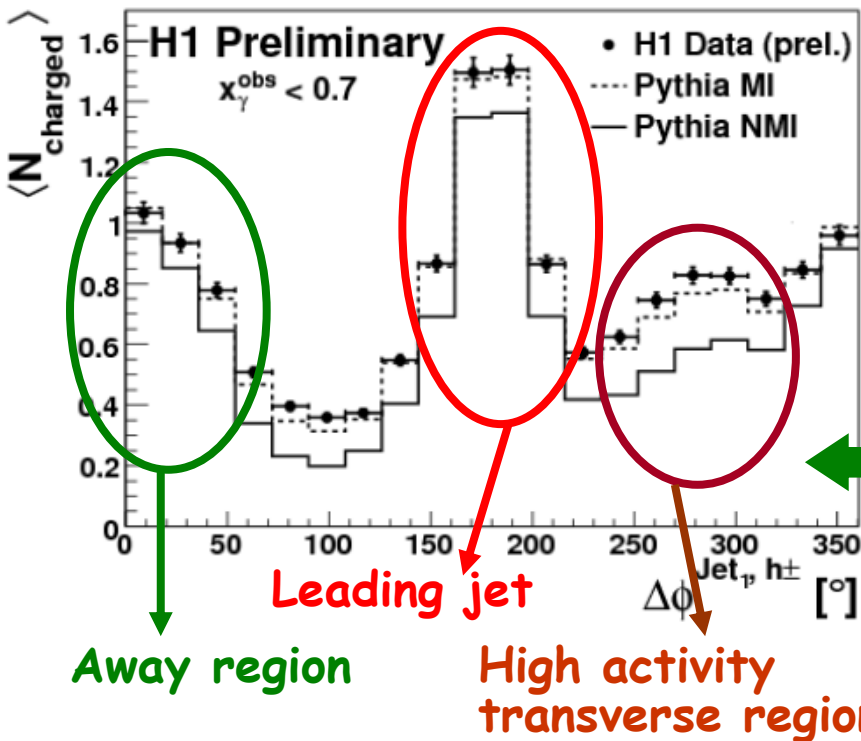 ⟨N charged⟩
H1 Preliminary
x_γ^obs < 0.7
H1 Data (prel.)
Pythia MI
Pythia NMI
1.6
1.4
1.2
1
0.8
0.6
0.4
0.2
0
0 50 100 150 200 250 300 350
Δϕ^Jet₁, h± [°]
Leading jet
Away region
High activity
transverse region